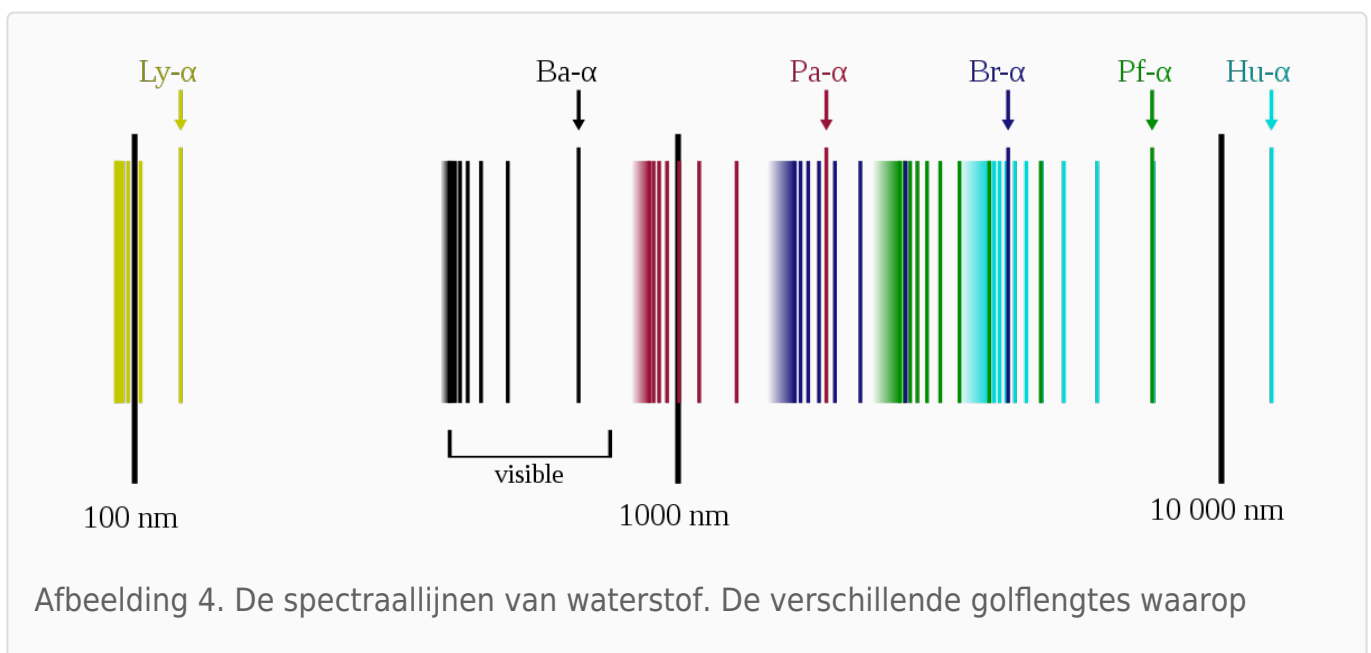 Ly-α Ba-α Pa-α Br-α Pf-α Hu-α
visible
100 nm 1000 nm 10 000 nm
Afbeelding 4. De spectraallijnen van waterstof. De verschillende golflengtes waarop